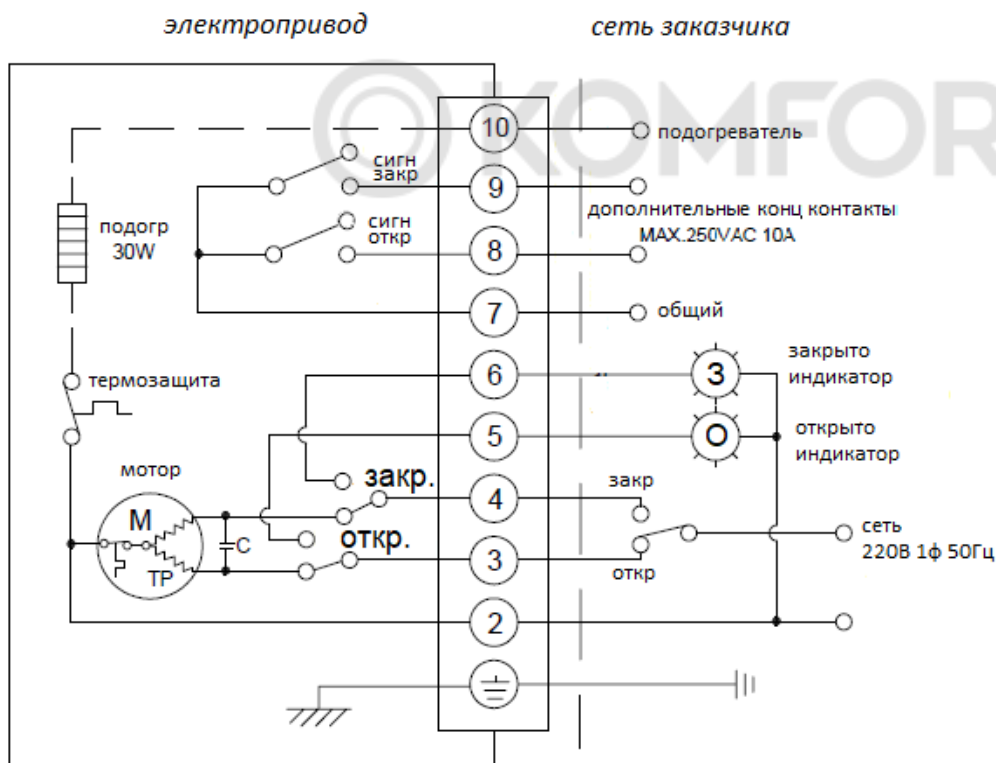 электропривод
сеть заказчика
KOMFOR
10
подогреватель
сигн
закр
9
дополнительные конц контакты
MAX.250VAC 10A
подогр
30W
сигн
откр
8
7
общий
термозащита
6
З
закрыто
индикатор
5
О
открыто
индикатор
мотор
закр.
4
закр
M
C
откр.
3
сеть
220В 1ф 50Гц
TP
откр
2